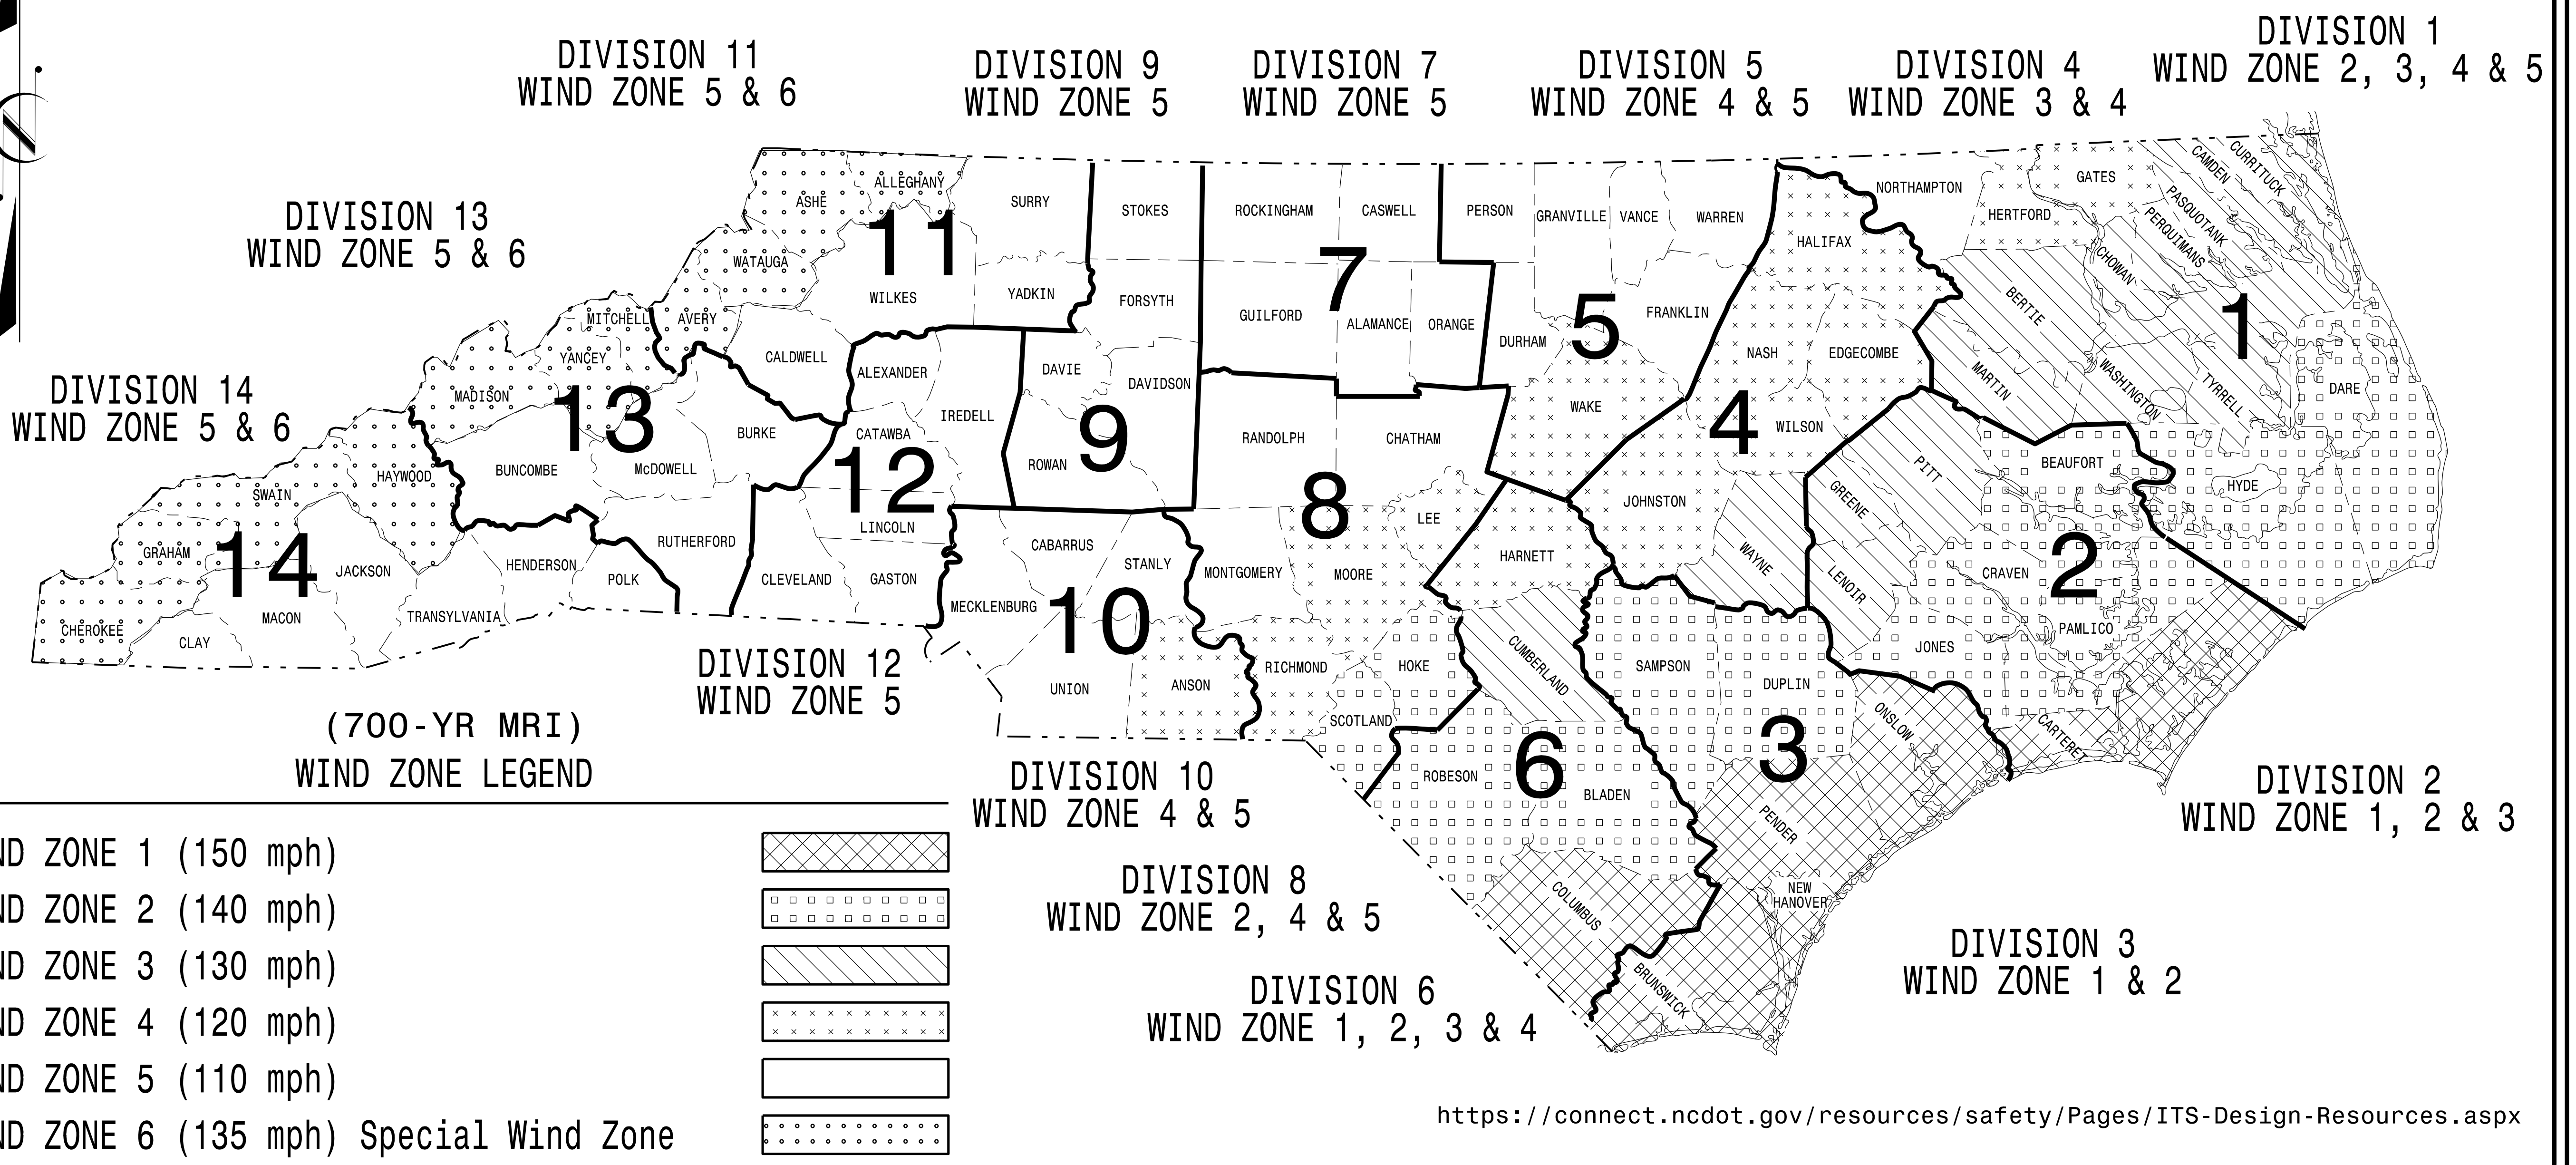 DIVISION 1
WIND ZONE 2, 3, 4 & 5
DIVISION 11
WIND ZONE 5 & 6
DIVISION 9
WIND ZONE 5
DIVISION 7
WIND ZONE 5
DIVISION 5
WIND ZONE 4 & 5
DIVISION 4
WIND ZONE 3 & 4
DIVISION 13
WIND ZONE 5 & 6
DIVISION 14
WIND ZONE 5 & 6
ALLEGHANY
ASHE
SURRY
STOKES
ROCKINGHAM
CASWELL
PERSON
GRANVILLE
VANCE
WARREN
NORTHAMPTON
HERTFORD
GATES
CAMDEN
CURRITUCK
PASQUOTANK
PERQUIMANS
CHOWAN
HALIFAX
11
WATAUGA
WILKES
YADKIN
FORSYTH
7
GUILFORD
ALAMANCE
ORANGE
DURHAM
5
FRANKLIN
NASH
EDGECOMBE
BERTIE
MARTIN
WASHINGTON
TYRRELL
1
DARE
MITCHELL
AVERY
YANCEY
CALDWELL
ALEXANDER
DAVIE
DAVIDSON
MADISON
13
BURKE
CATAWBA
IREDELL
9
ROWAN
RANDOLPH
CHATHAM
WAKE
4
WILSON
PITT
GREENE
BEAUFORT
HYDE
HAYWOOD
BUNCOMBE
McDOWELL
12
LINCOLN
8
LEE
JOHNSTON
SWAIN
GRAHAM
14
JACKSON
HENDERSON
POLK
RUTHERFORD
CLEVELAND
GASTON
CABARRUS
STANLY
MECKLENBURG
10
MONTGOMERY
MOORE
HARNETT
WAYNE
LENOIR
CRAVEN
2
PAMLICO
JONES
CHEROKEE
CLAY
MACON
TRANSYLVANIA
UNION
ANSON
RICHMOND
HOKE
SCOTLAND
CUMBERLAND
SAMPSON
DUPLIN
3
ONSLOW
CARTERET
ROBESON
6
BLADEN
PENDER
COLUMBUS
NEW
HANOVER
BRUNSWICK
DIVISION 12
WIND ZONE 5
DIVISION 10
WIND ZONE 4 & 5
DIVISION 8
WIND ZONE 2, 4 & 5
DIVISION 6
WIND ZONE 1, 2, 3 & 4
DIVISION 2
WIND ZONE 1, 2 & 3
DIVISION 3
WIND ZONE 1 & 2
(700-YR MRI)
WIND ZONE LEGEND
ND ZONE 1 (150 mph)
ND ZONE 2 (140 mph)
ND ZONE 3 (130 mph)
ND ZONE 4 (120 mph)
ND ZONE 5 (110 mph)
ND ZONE 6 (135 mph) Special Wind Zone
https://connect.ncdot.gov/resources/safety/Pages/ITS-Design-Resources.aspx